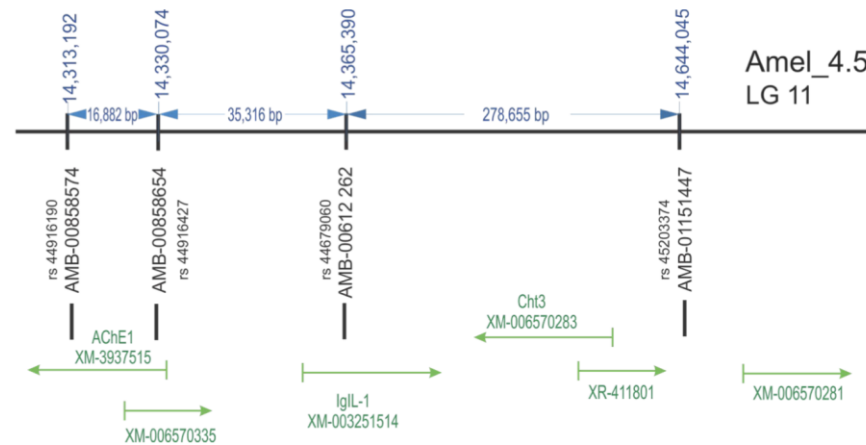 14,313,192
14,330,074
14,365,390
14,644,045
Amel_4.5
LG 11
16,882 bp
35,316 bp
278,655 bp
rs 44916190
AMB-00858574
AMB-00858654
rs 44916427
rs 44679060
AMB-00612 262
rs 45203374
AMB-01151447
AChE1
XM-3937515
XM-006570335
IgIL-1
XM-003251514
Cht3
XM-006570283
XR-411801
XM-006570281